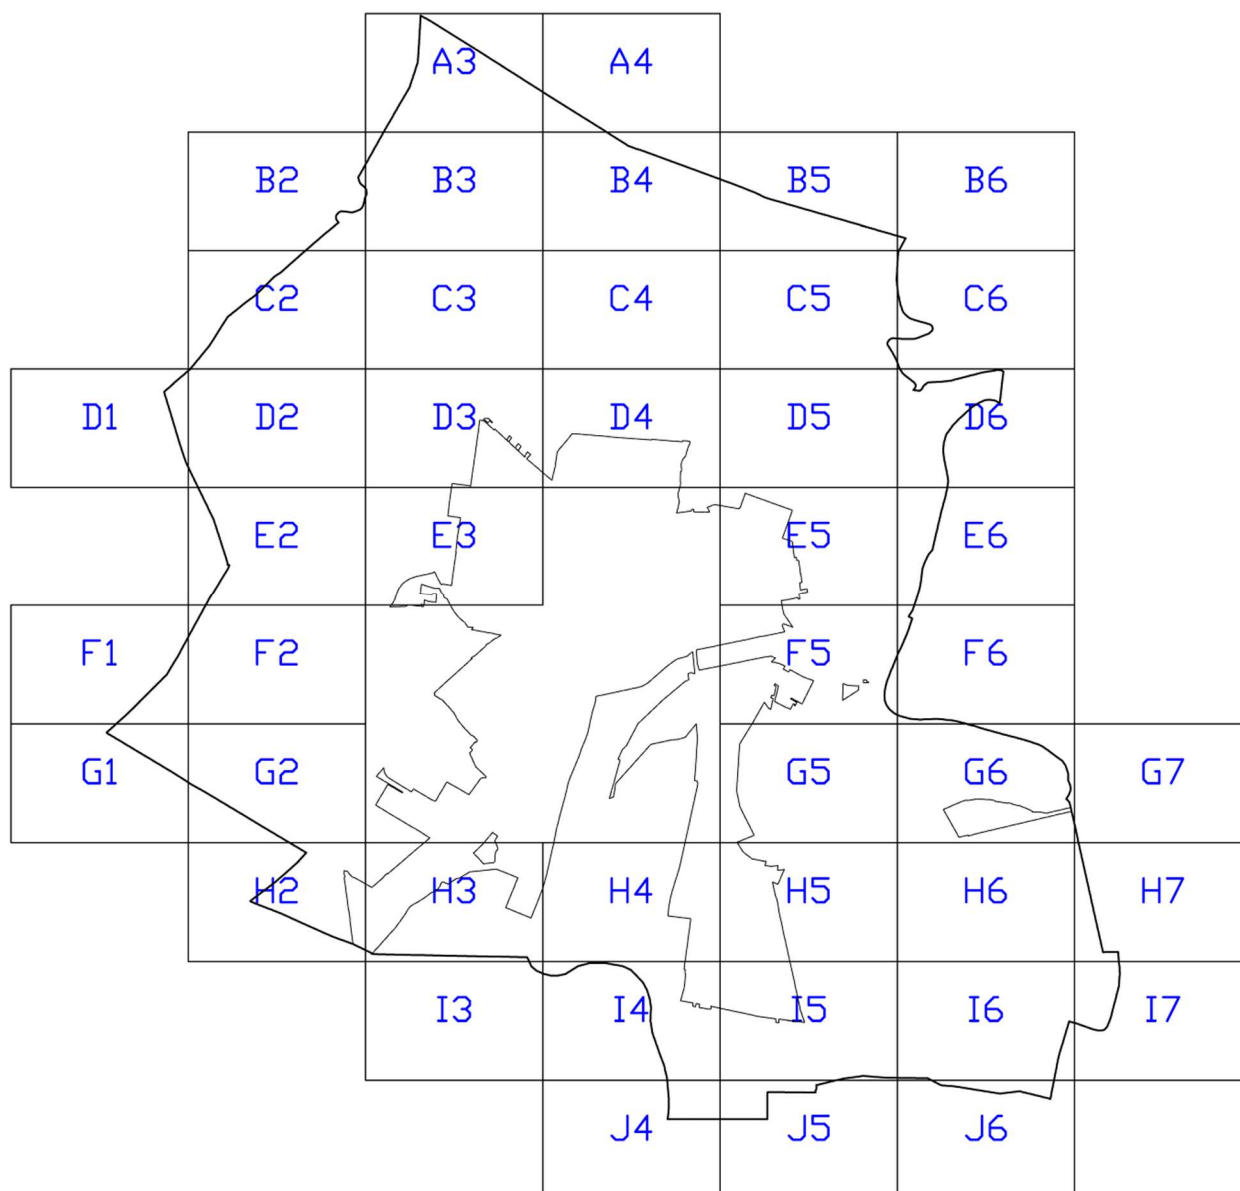 A3 A4
B2 B3 B4 B5 B6
C2 C3 C4 C5 C6
D1 D2 D3 D4 D5 D6
E2 E3 E5 E6
F1 F2 F5 F6
G1 G2 G5 G6 G7
H2 H3 H4 H5 H6 H7
I3 I4 I5 I6 I7
J4 J5 J6